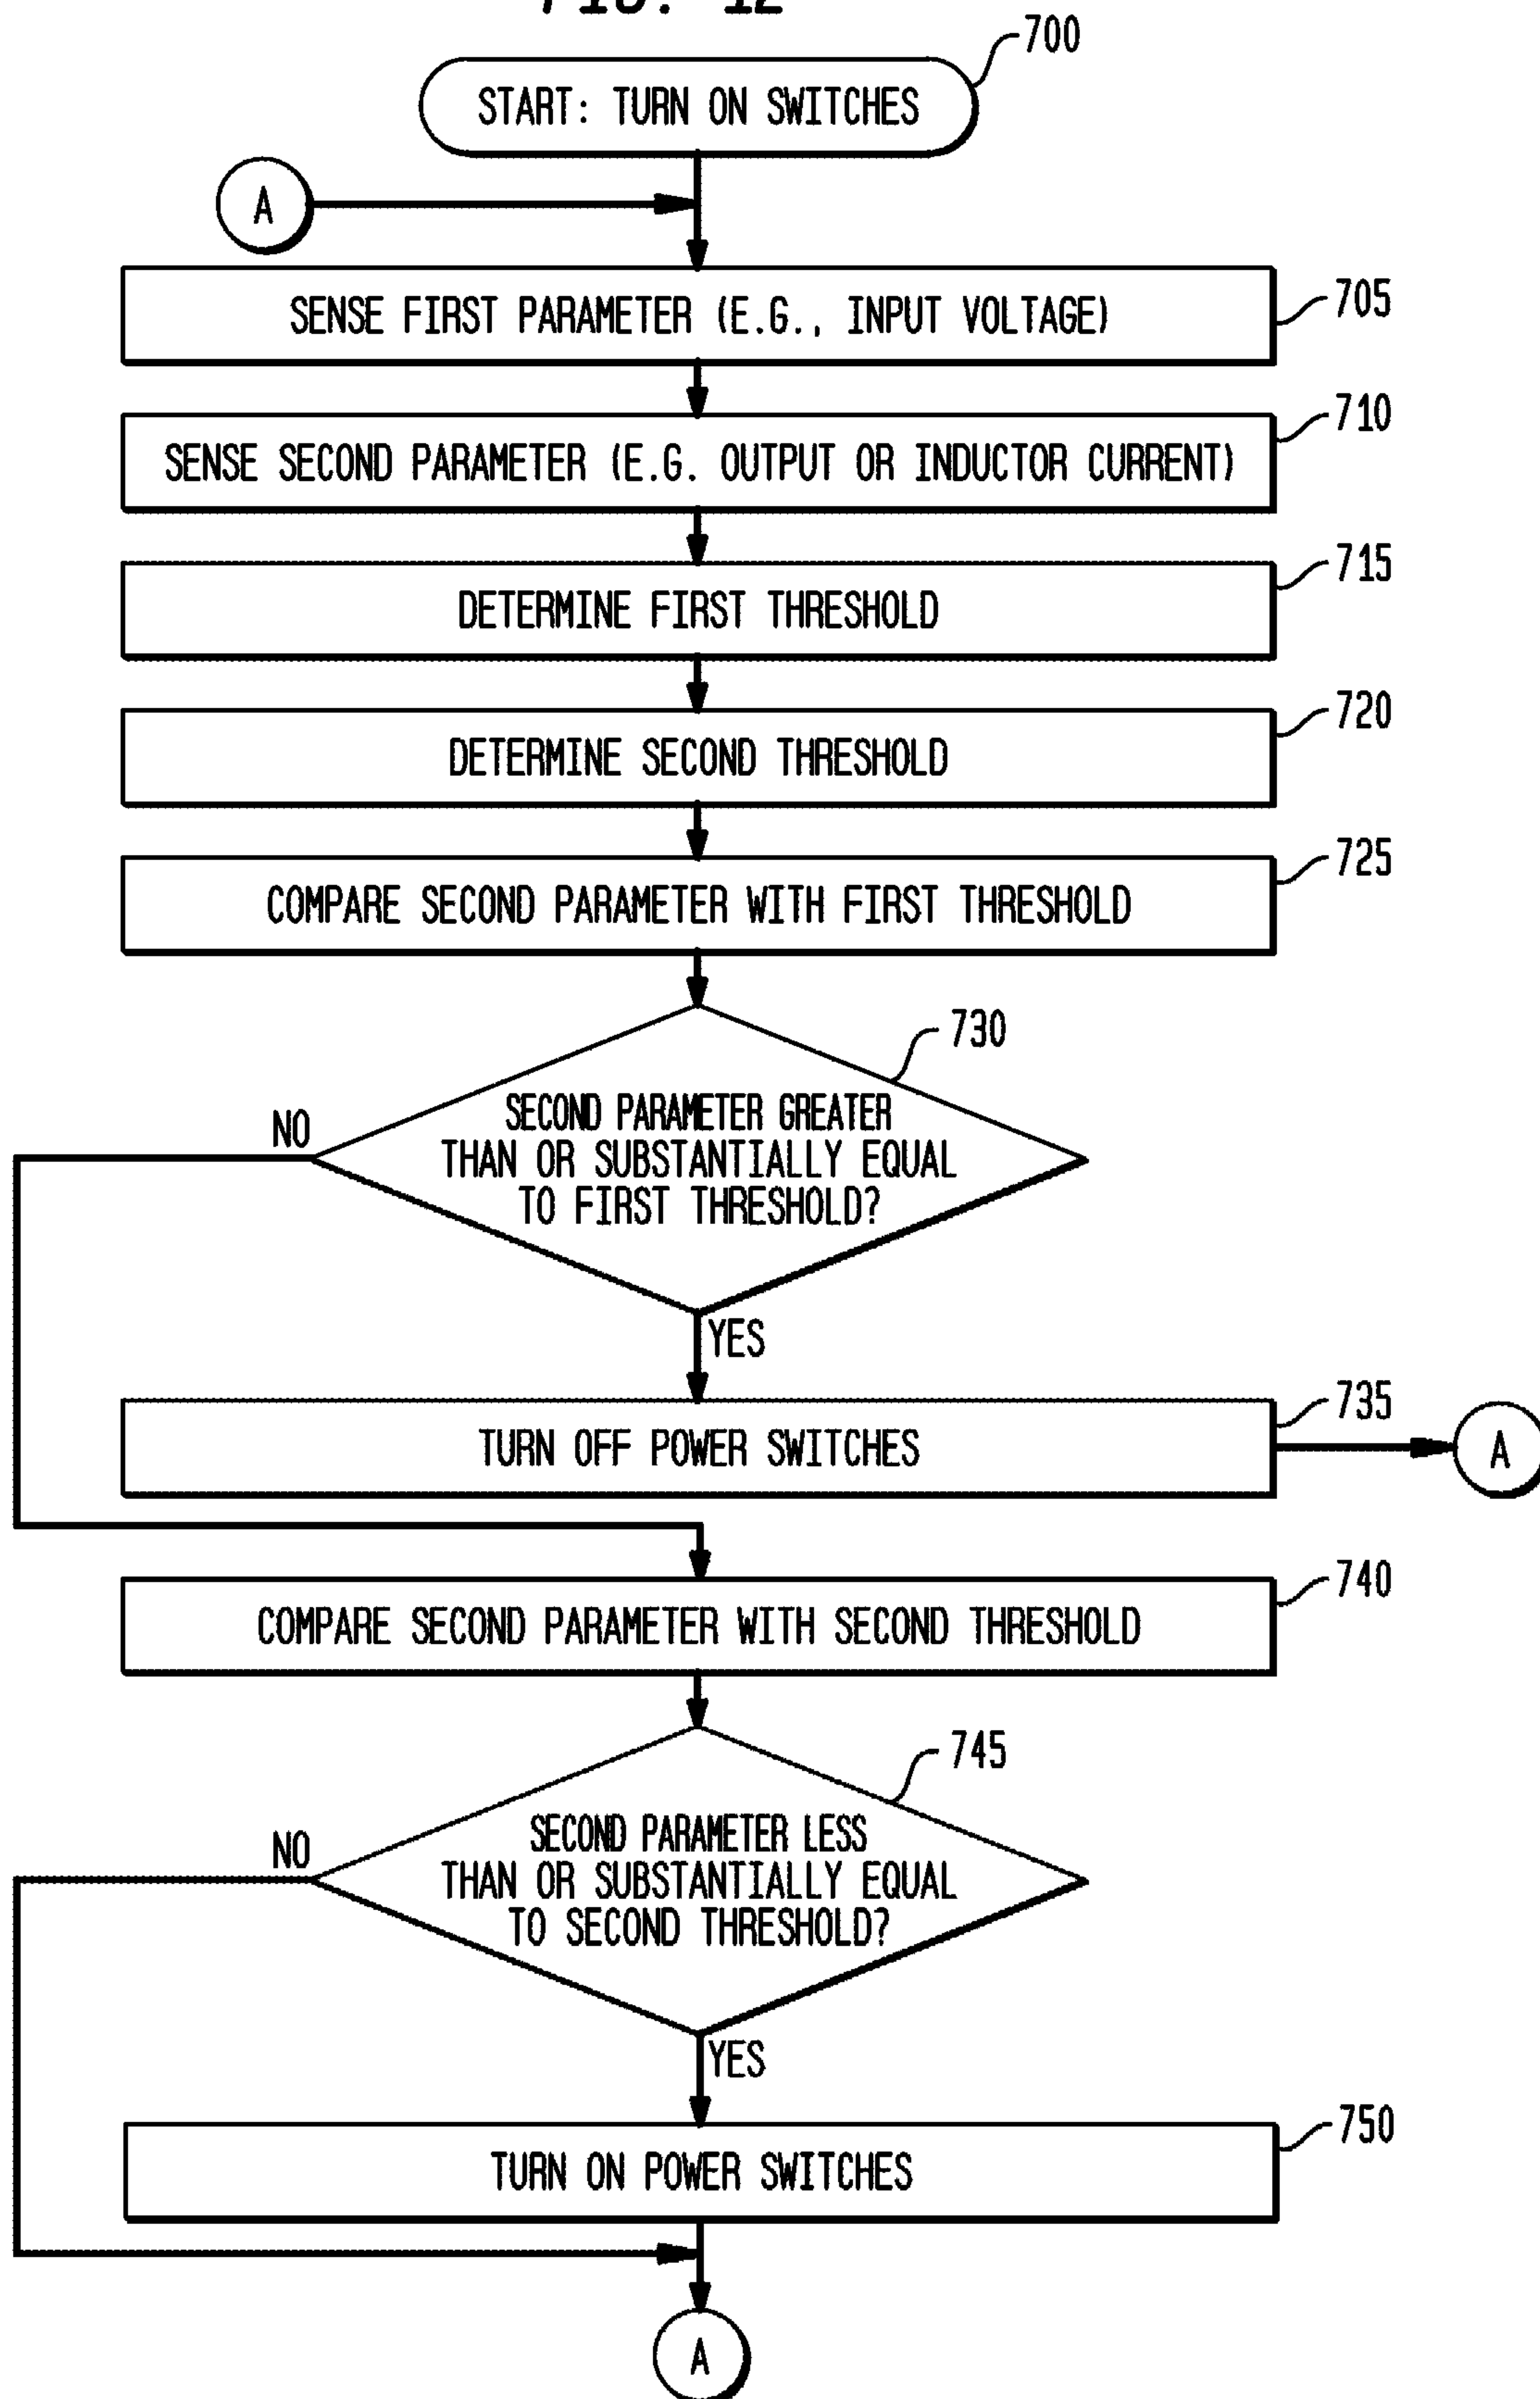 FIG. 12
700
START: TURN ON SWITCHES
A
SENSE FIRST PARAMETER (E.G., INPUT VOLTAGE)
705
SENSE SECOND PARAMETER (E.G. OUTPUT OR INDUCTOR CURRENT)
710
DETERMINE FIRST THRESHOLD
715
DETERMINE SECOND THRESHOLD
720
COMPARE SECOND PARAMETER WITH FIRST THRESHOLD
725
730
SECOND PARAMETER GREATER
THAN OR SUBSTANTIALLY EQUAL
TO FIRST THRESHOLD?
NO
YES
TURN OFF POWER SWITCHES
735
A
COMPARE SECOND PARAMETER WITH SECOND THRESHOLD
740
745
SECOND PARAMETER LESS
THAN OR SUBSTANTIALLY EQUAL
TO SECOND THRESHOLD?
NO
YES
TURN ON POWER SWITCHES
750
A